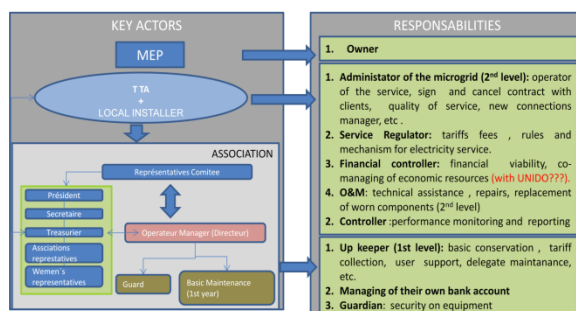 KEY ACTORS
MEP
TTA
+
LOCAL INSTALLER
ASSOCIATION
Représentatives Comitee
Président
Secretaire
Treasurier
Assciations
represtatives
Wemen´s
representatives
Operateur Manager (Directeur)
Guard
Basic Maintenance
(1st year)
RESPONSABILITIES
1. Owner
1. Administator of the microgrid (2nd level): operator
of the service, sign and cancel contract with
clients, quality of service, new connections
manager, etc .
2. Service Regulator: tariffs fees , rules and
mechanism for electricity service.
3. Financial controller: financial viability, co-
managing of economic resources (with UNIDO???).
4. O&M: technical assistance , repairs, replacement
of worn components (2nd level)
2. Controller :performance monitoring and reporting
1. Up keeper (1st level): basic conservation , tariff
collection, user support, delegate maintanance,
etc.
2. Managing of their own bank account
3. Guardian: security on equipment